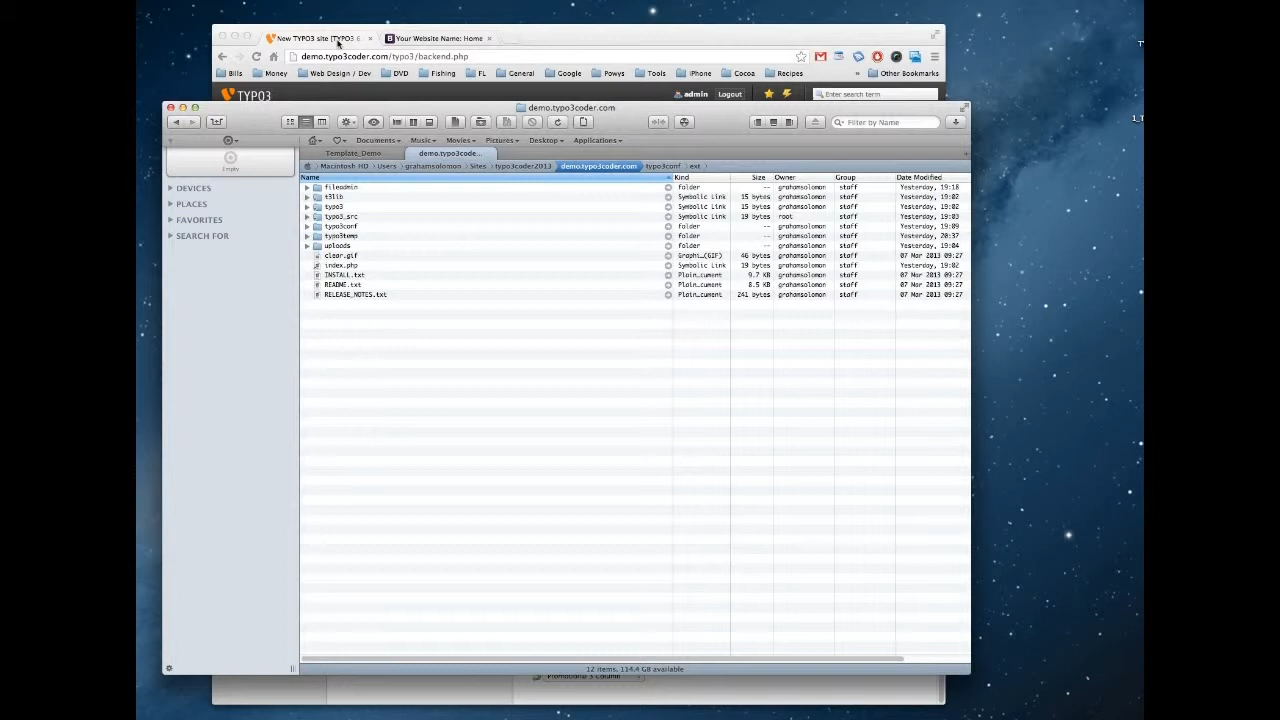 New TYPO3 site [TYPO3 6 Your Website Name: Home
demo.typo3coder.com/typo3/backend.php
Bills Money Web Design / Dev DVD Fishing FL General Google Powys Tools iPhone Cocoa Recipes » Other Bookmarks
TYPO3 admin Logout Enter search term
demo.typo3coder.com
Filter by Name
Documents Music Movies Pictures Desktop Applications
Empty
Template_Demo demo.typo3code...
Macintosh HD Users grahamsolomon Sites typo3coder2013 demo.typo3coder.com typo3conf ext
Name Kind Size Owner Group Date Modified
DEVICES
PLACES
FAVORITES
SEARCH FOR
fileadmin folder -- grahamsolomon staff Yesterday, 19:18
t3lib Symbolic Link 15 bytes grahamsolomon staff Yesterday, 19:02
typo3 Symbolic Link 15 bytes grahamsolomon staff Yesterday, 19:02
typo3_src Symbolic Link 19 bytes root staff Yesterday, 19:03
typo3conf folder -- grahamsolomon staff Yesterday, 19:09
typo3temp folder -- grahamsolomon staff Yesterday, 20:37
uploads folder -- grahamsolomon staff Yesterday, 19:04
clear.gif Graphi...(GIF) 46 bytes grahamsolomon staff 07 Mar 2013 09:27
index.php Symbolic Link 19 bytes grahamsolomon staff Yesterday, 19:02
INSTALL.txt Plain...cument 9.7 KB grahamsolomon staff 07 Mar 2013 09:27
README.txt Plain...cument 8.5 KB grahamsolomon staff 07 Mar 2013 09:27
RELEASE_NOTES.txt Plain...cument 241 bytes grahamsolomon staff 07 Mar 2013 09:27
12 items, 114.4 GB available
Promotional 3 Column